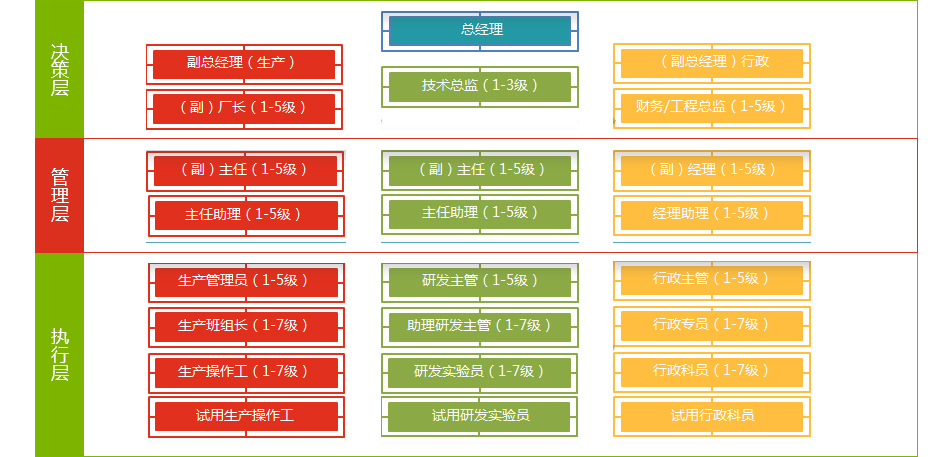 决策层
总经理
副总经理（生产）
技术总监（1-3级）
（副总经理）行政
（副）厂长（1-5级）
财务/工程总监（1-5级）
管理层
（副）主任（1-5级）
（副）主任（1-5级）
（副）经理（1-5级）
主任助理（1-5级）
主任助理（1-5级）
经理助理（1-5级）
执行层
生产管理员（1-5级）
研发主管（1-5级）
行政主管（1-5级）
生产班组长（1-7级）
助理研发主管（1-7级）
行政专员（1-7级）
生产操作工（1-7级）
研发实验员（1-7级）
行政科员（1-7级）
试用生产操作工
试用研发实验员
试用行政科员